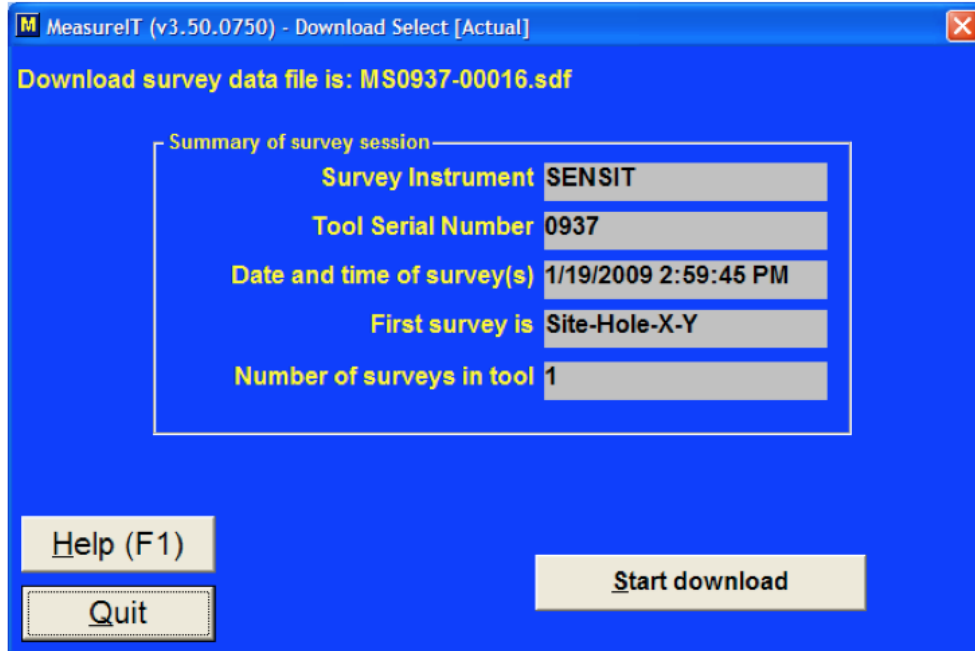 M MeasureIT (v3.50.0750) - Download Select [Actual]
Download survey data file is: MS0937-00016.sdf
Summary of survey session
Survey Instrument SENSIT
Tool Serial Number 0937
Date and time of survey(s) 1/19/2009 2:59:45 PM
First survey is Site-Hole-X-Y
Number of surveys in tool 1
Help (F1)
Start download
Quit